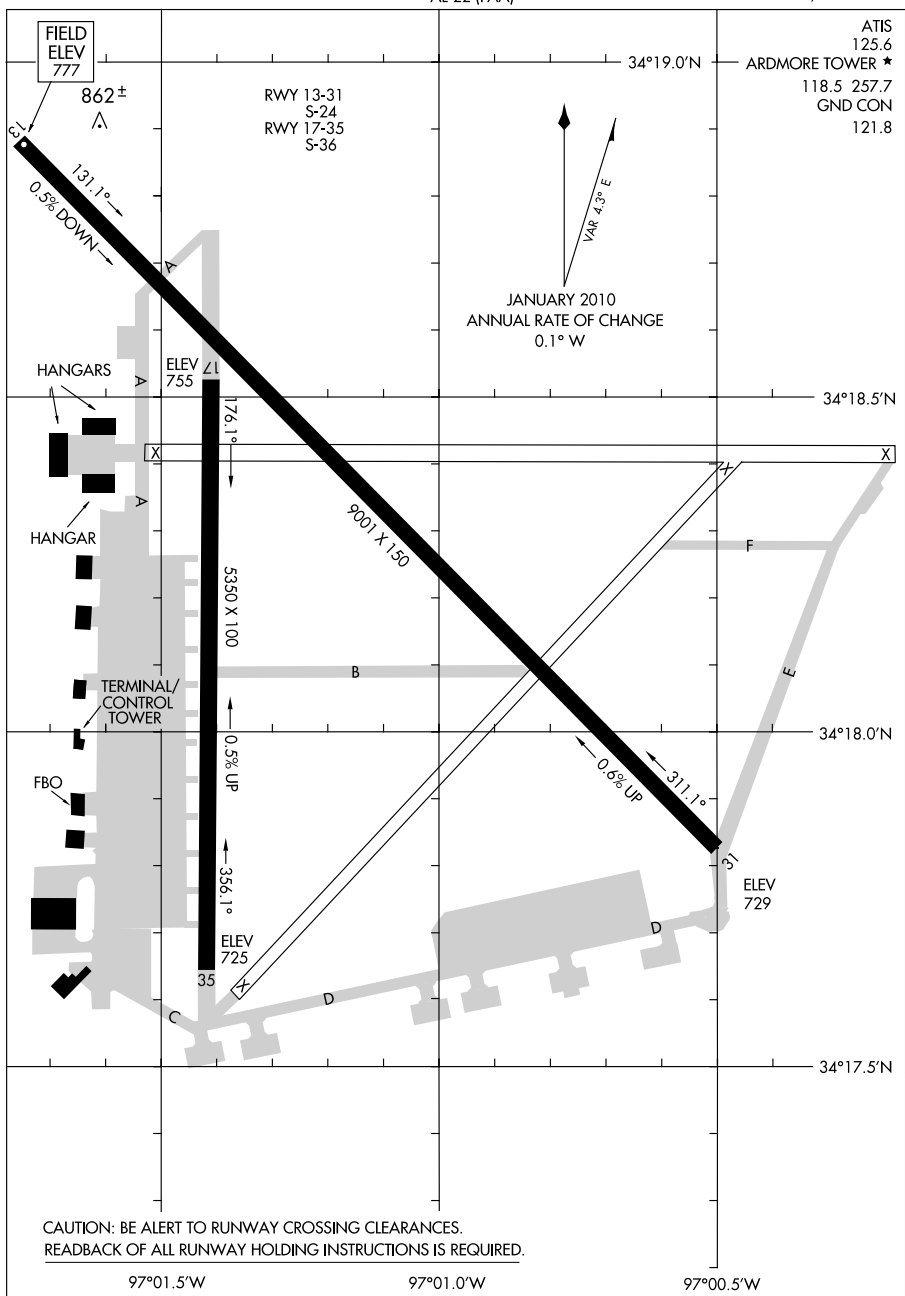 AL-22 (FAA)
FIELD
ELEV
777
862±
13
RWY 13-31
S-24
RWY 17-35
S-36
34°19.0'N
ATIS
125.6
ARDMORE TOWER ★
118.5 257.7
GND CON
121.8
131.1°
0.5% DOWN
VAR 4.3° E
JANUARY 2010
ANNUAL RATE OF CHANGE
0.1° W
A
HANGARS
A
ELEV
755
17
176.1°
34°18.5'N
X
X
X
A
HANGAR
9001 X 150
5350 X 100
F
B
E
TERMINAL/
CONTROL
TOWER
34°18.0'N
0.5% UP
0.6% UP
311.1°
FBO
356.1°
31
ELEV
729
ELEV
725
35
X
D
D
C
34°17.5'N
CAUTION: BE ALERT TO RUNWAY CROSSING CLEARANCES.
READBACK OF ALL RUNWAY HOLDING INSTRUCTIONS IS REQUIRED.
97°01.5'W
97°01.0'W
97°00.5'W